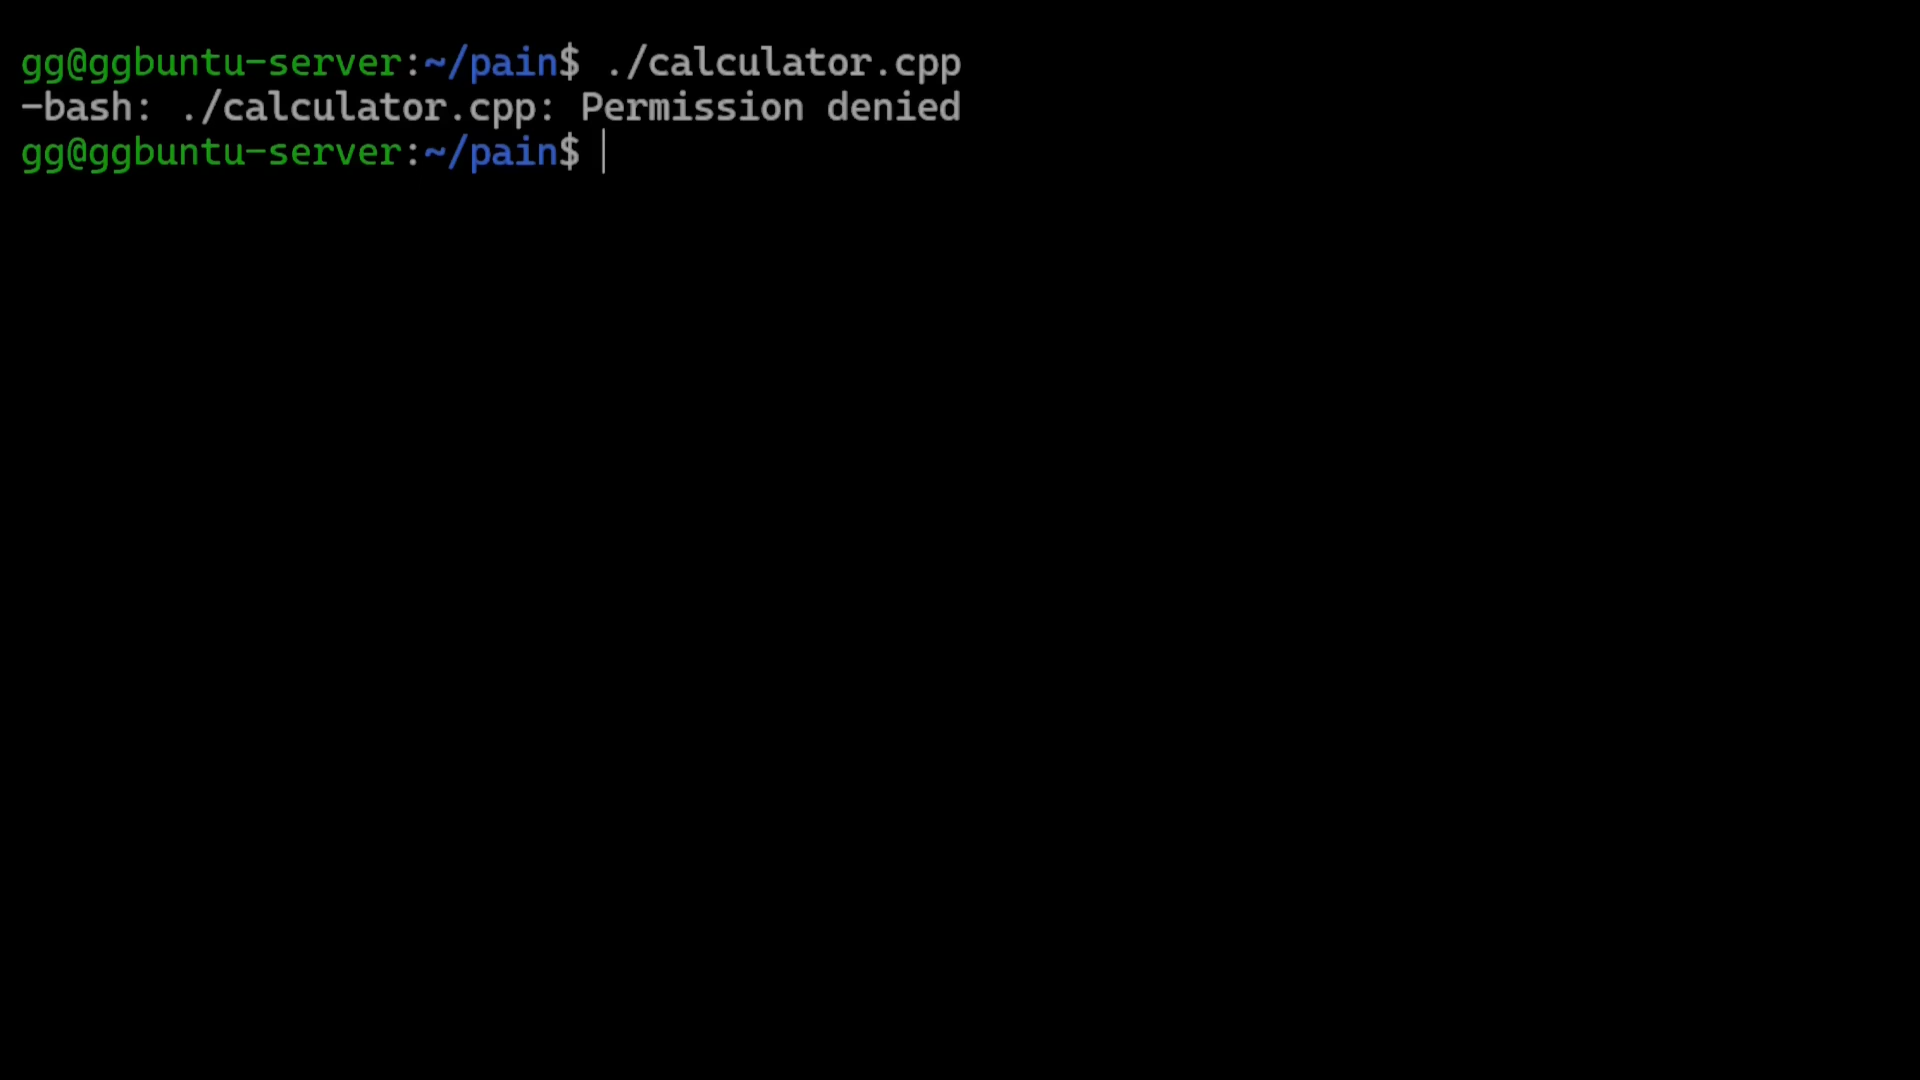 gg@ggbuntu-server:~/pain$ ./calculator.cpp
-bash: ./calculator.cpp: Permission denied
gg@ggbuntu-server:~/pain$